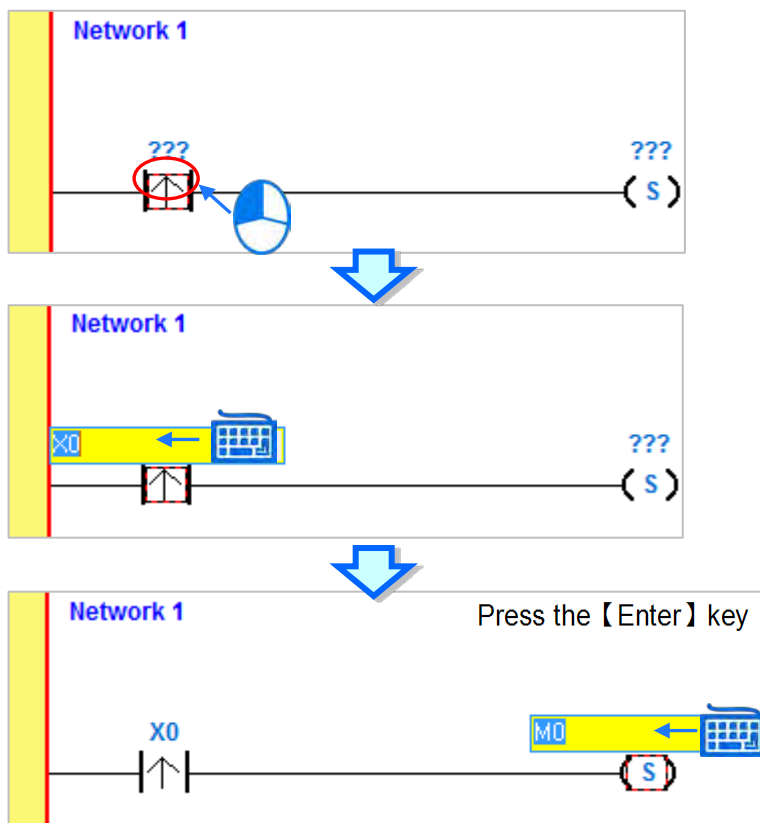 Network 1
??? ???
S
Network 1
X0
???
S
Network 1 Press the【Enter】key
X0
M0
S